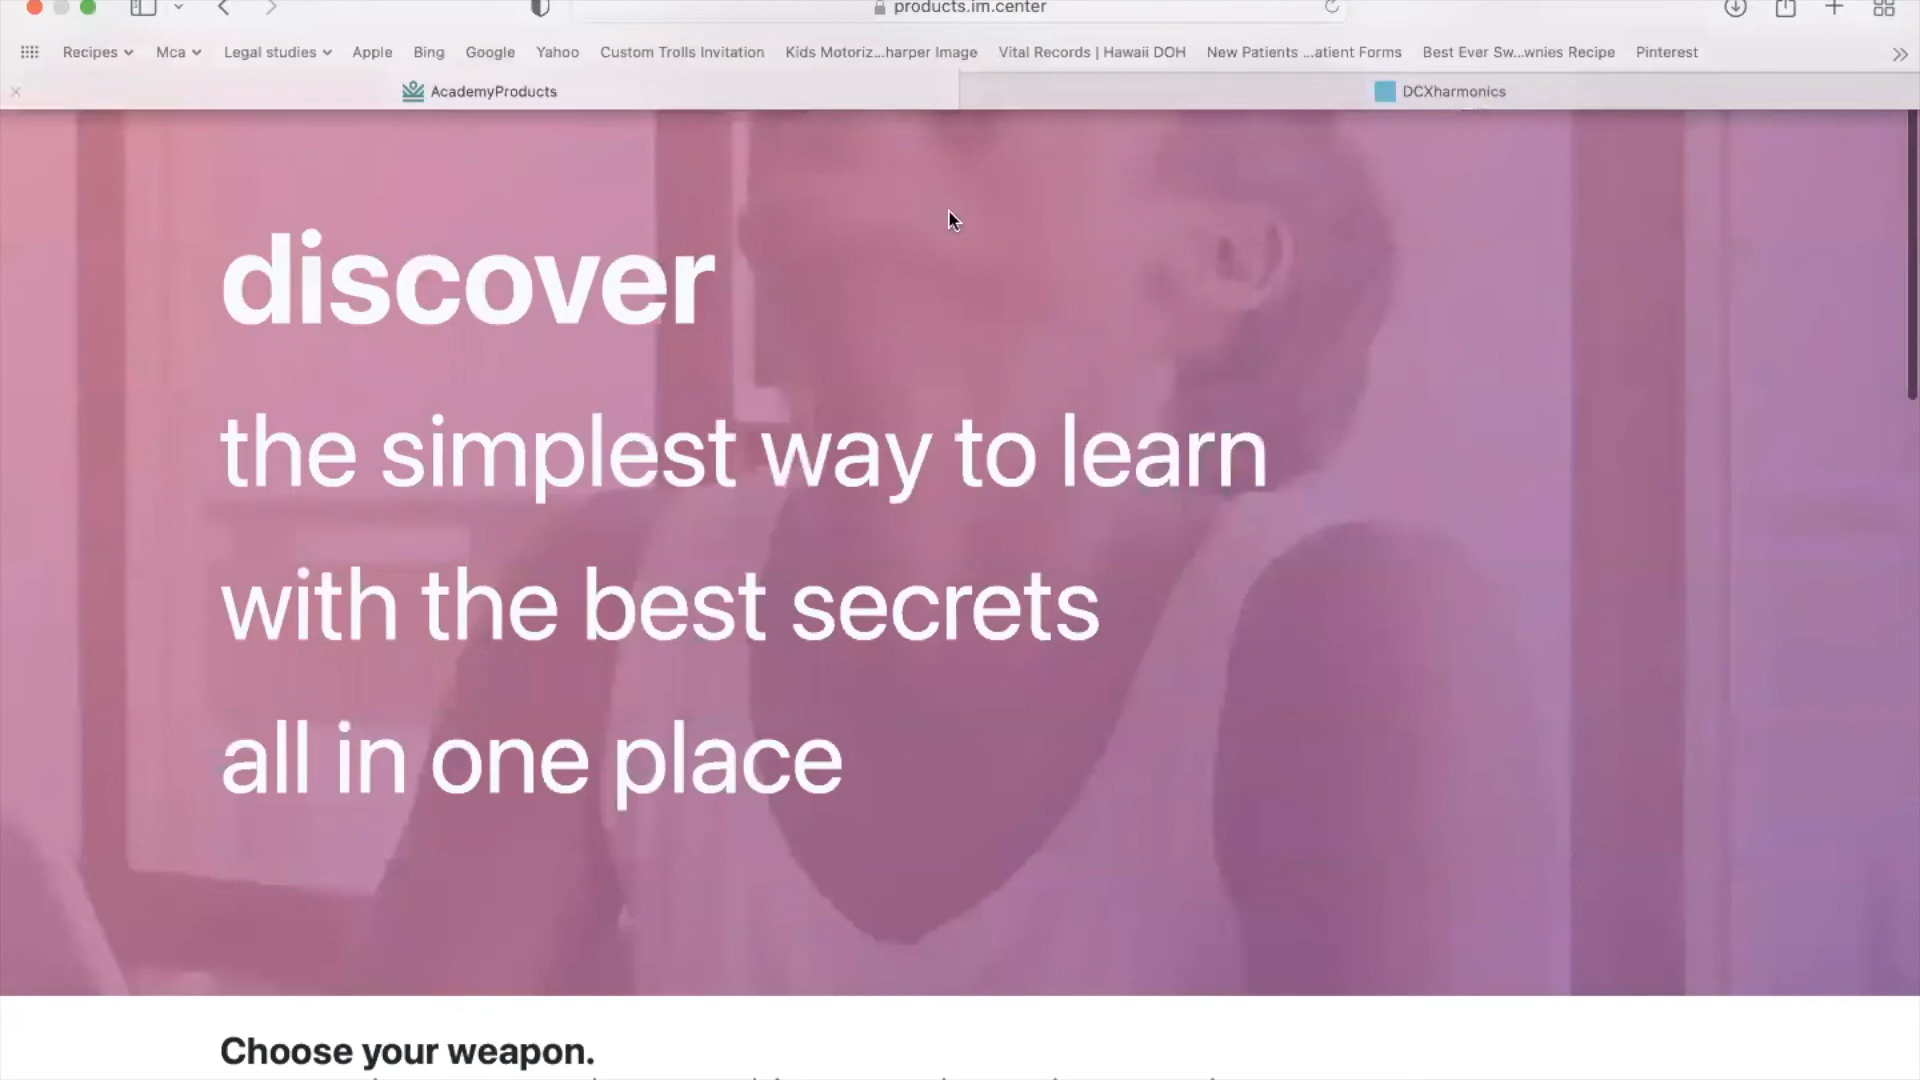 products.im.center
Recipes Mca Legal studies Apple Bing Google Yahoo Custom Trolls Invitation Kids Motoriz...harper Image Vital Records | Hawaii DOH New Patients ...atient Forms Best Ever Sw...wnies Recipe Pinterest
AcademyProducts DCXharmonics
discover
the simplest way to learn
with the best secrets
all in one place
Choose your weapon.